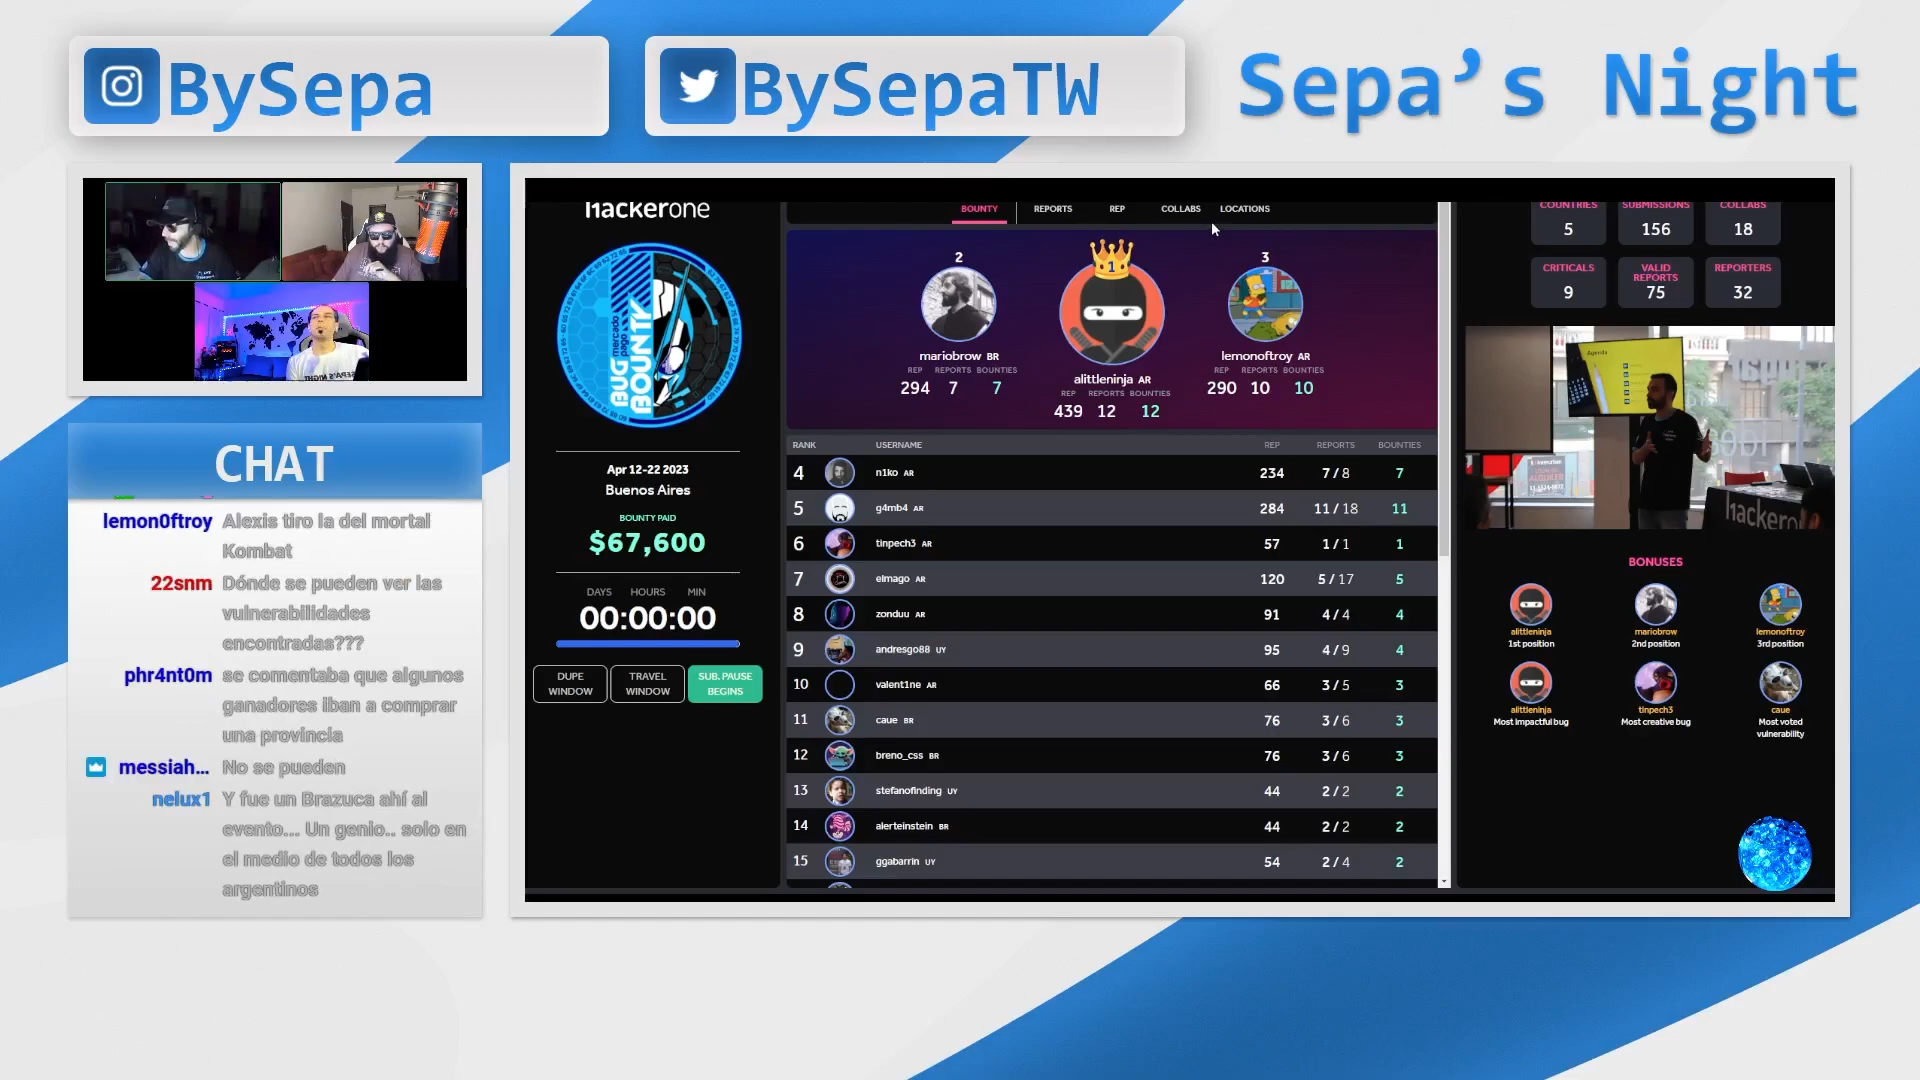 BySepa
BySepaTW
Sepa's Night
CHAT
lemon0ftroy Alexis tiro la del mortal
Kombat
22snm Dónde se pueden ver las
vulnerabilidades
encontradas???
phr4nt0m se comentaba que algunos
ganadores iban a comprar
una provincia
messiah... No se pueden
nelux1 Y fue un Brazuca ahí al
evento... Un genio.. solo en
el medio de todos los
argentinos
hackerone
mercado
pago
BUG
BOUNTY
Apr 12-22 2023
Buenos Aires
BOUNTY PAID
$67,600
DAYS HOURS MIN
00:00:00
DUPE
WINDOW
TRAVEL
WINDOW
SUB. PAUSE
BEGINS
BOUNTY REPORTS REP COLLABS LOCATIONS
2
mariobrow BR
REP REPORTS BOUNTIES
294 7 7
1
alittleninja AR
REP REPORTS BOUNTIES
439 12 12
3
lemonoftroy AR
REP REPORTS BOUNTIES
290 10 10
RANK USERNAME REP REPORTS BOUNTIES
4 n1ko AR 234 7 / 8 7
5 g4mb4 AR 284 11 / 18 11
6 tinpech3 AR 57 1 / 1 1
7 elmago AR 120 5 / 17 5
8 zonduu AR 91 4 / 4 4
9 andresgo88 UY 95 4 / 9 4
10 valent1ne AR 66 3 / 5 3
11 caue BR 76 3 / 6 3
12 breno_css BR 76 3 / 6 3
13 stefanofinding UY 44 2 / 2 2
14 alerteinstein BR 44 2 / 2 2
15 ggabarrin UY 54 2 / 4 2
COUNTRIES SUBMISSIONS COLLABS
5 156 18
CRITICALS VALID REPORTS REPORTERS
9 75 32
Agenda
hackero
BONUSES
alittleninja
1st position
mariobrow
2nd position
lemonoftroy
3rd position
alittleninja
Most impactful bug
tinpech3
Most creative bug
caue
Most voted
vulnerability